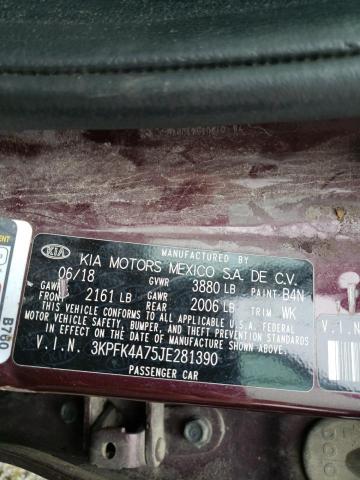 KIA
MANUFACTURED BY
KIA MOTORS MEXICO S.A. DE C.V.
06/18 GVWR 3880 LB PAINT B4N
GAWR FRONT 2161 LB GAWR REAR 2006 LB TRIM WK
THIS VEHICLE CONFORMS TO ALL APPLICABLE U.S.A. FEDERAL
MOTOR VEHICLE SAFETY, BUMPER, AND THEFT PREVENTION STANDARDS
IN EFFECT ON THE DATE OF MANUFACTURE SHOWN ABOVE.
V.I.N. 3KPFK4A75JE281390
PASSENGER CAR
BY60
V.I.N